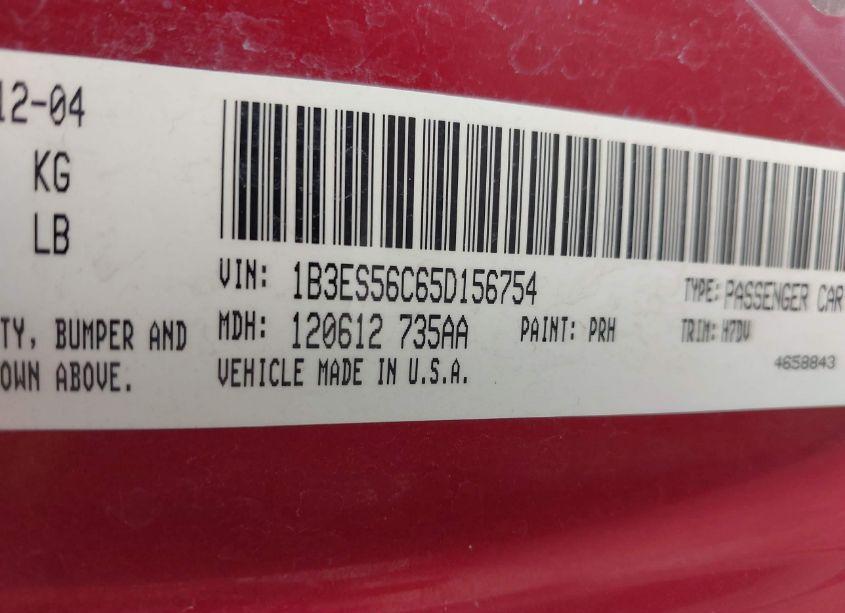 12-04
KG
LB
VIN: 1B3ES56C65D156754 TYPE: PASSENGER CAR
TY, BUMPER AND MDH: 120612 735AA PAINT: PRH TRIM: H7DV
OWN ABOVE. VEHICLE MADE IN U.S.A. 4658843